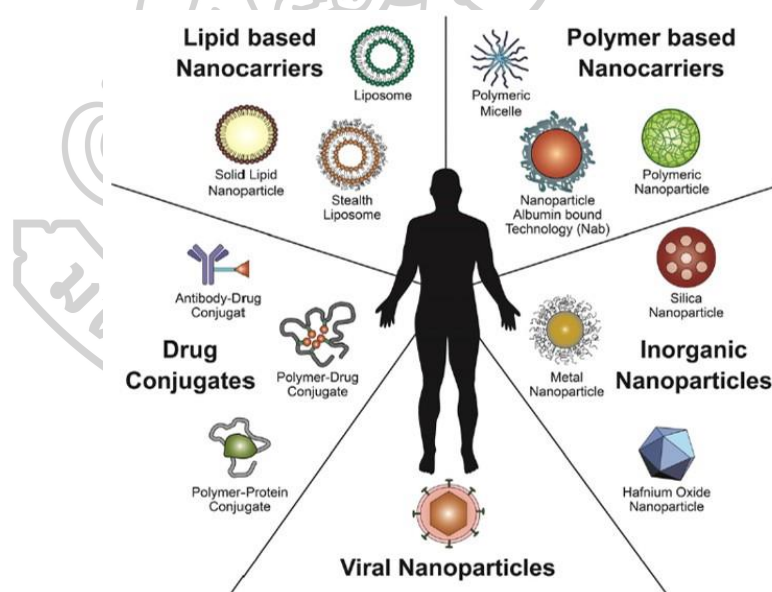 Lipid based
Nanocarriers
Liposome
Solid Lipid
Nanoparticle
Stealth
Liposome
Polymer based
Nanocarriers
Polymeric
Micelle
Nanoparticle
Albumin bound
Technology (Nab)
Polymeric
Nanoparticle
Antibody-Drug
Conjugat
Drug
Conjugates
Polymer-Drug
Conjugate
Polymer-Protein
Conjugate
Silica
Nanoparticle
Metal
Nanoparticle
Inorganic
Nanoparticles
Hafnium Oxide
Nanoparticle
Viral Nanoparticles